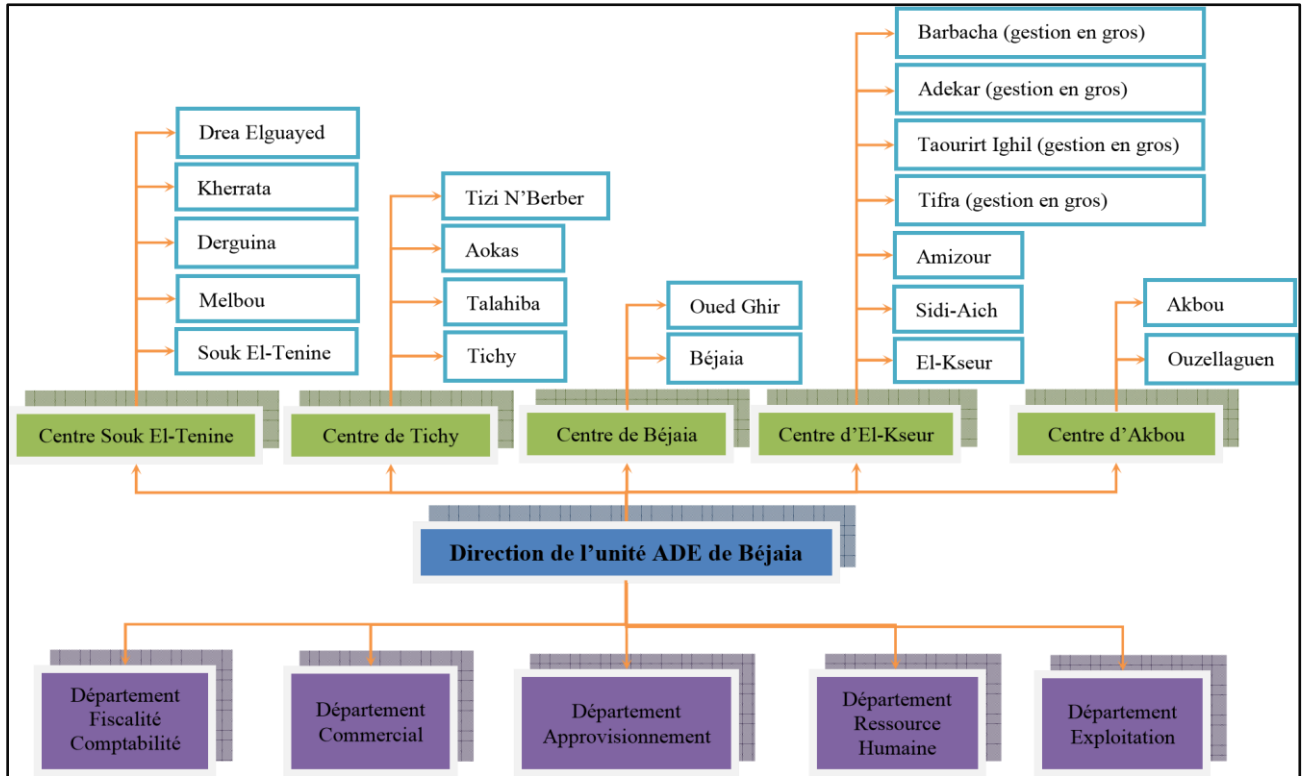 Barbacha (gestion en gros)
Adekar (gestion en gros)
Taourirt Ighil (gestion en gros)
Tifra (gestion en gros)
Amizour
Sidi-Aich
El-Kseur
Drea Elguayed
Kherrata
Derguina
Melbou
Souk El-Tenine
Tizi N’Berber
Aokas
Talahiba
Tichy
Oued Ghir
Béjaia
Akbou
Ouzellaguen
Centre Souk El-Tenine
Centre de Tichy
Centre de Béjaia
Centre d’El-Kseur
Centre d’Akbou
Direction de l’unité ADE de Béjaia
Département
Fiscalité
Comptabilité
Département
Commercial
Département
Approvisionnement
Département
Ressource
Humaine
Département
Exploitation